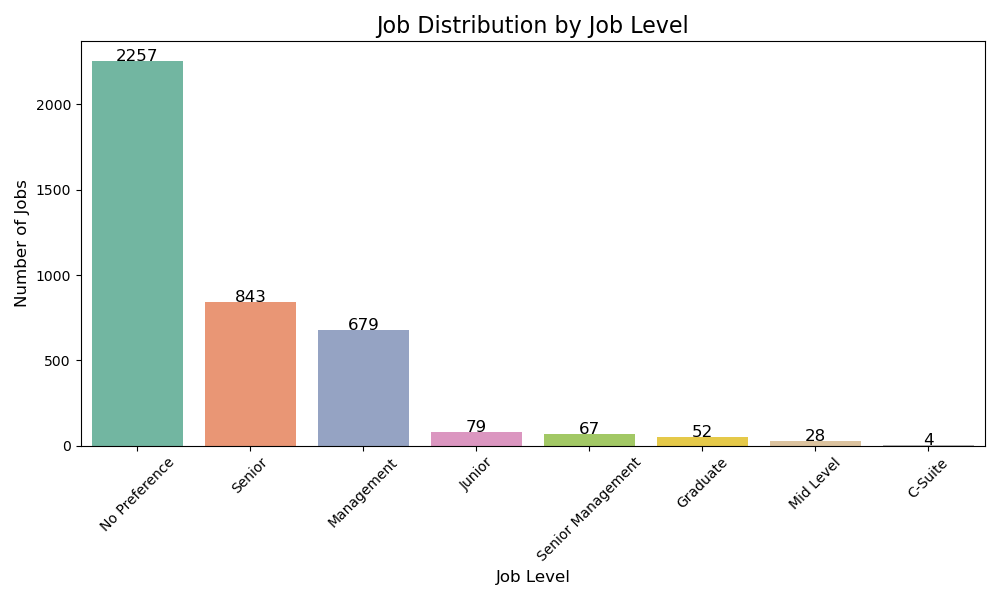 Job Distribution by Job Level
Number of Jobs
2000
1500
1000
500
0
2257
843
679
79
67
52
28
4
No Preference
Senior
Management
Junior
Senior Management
Graduate
Mid Level
C-Suite
Job Level